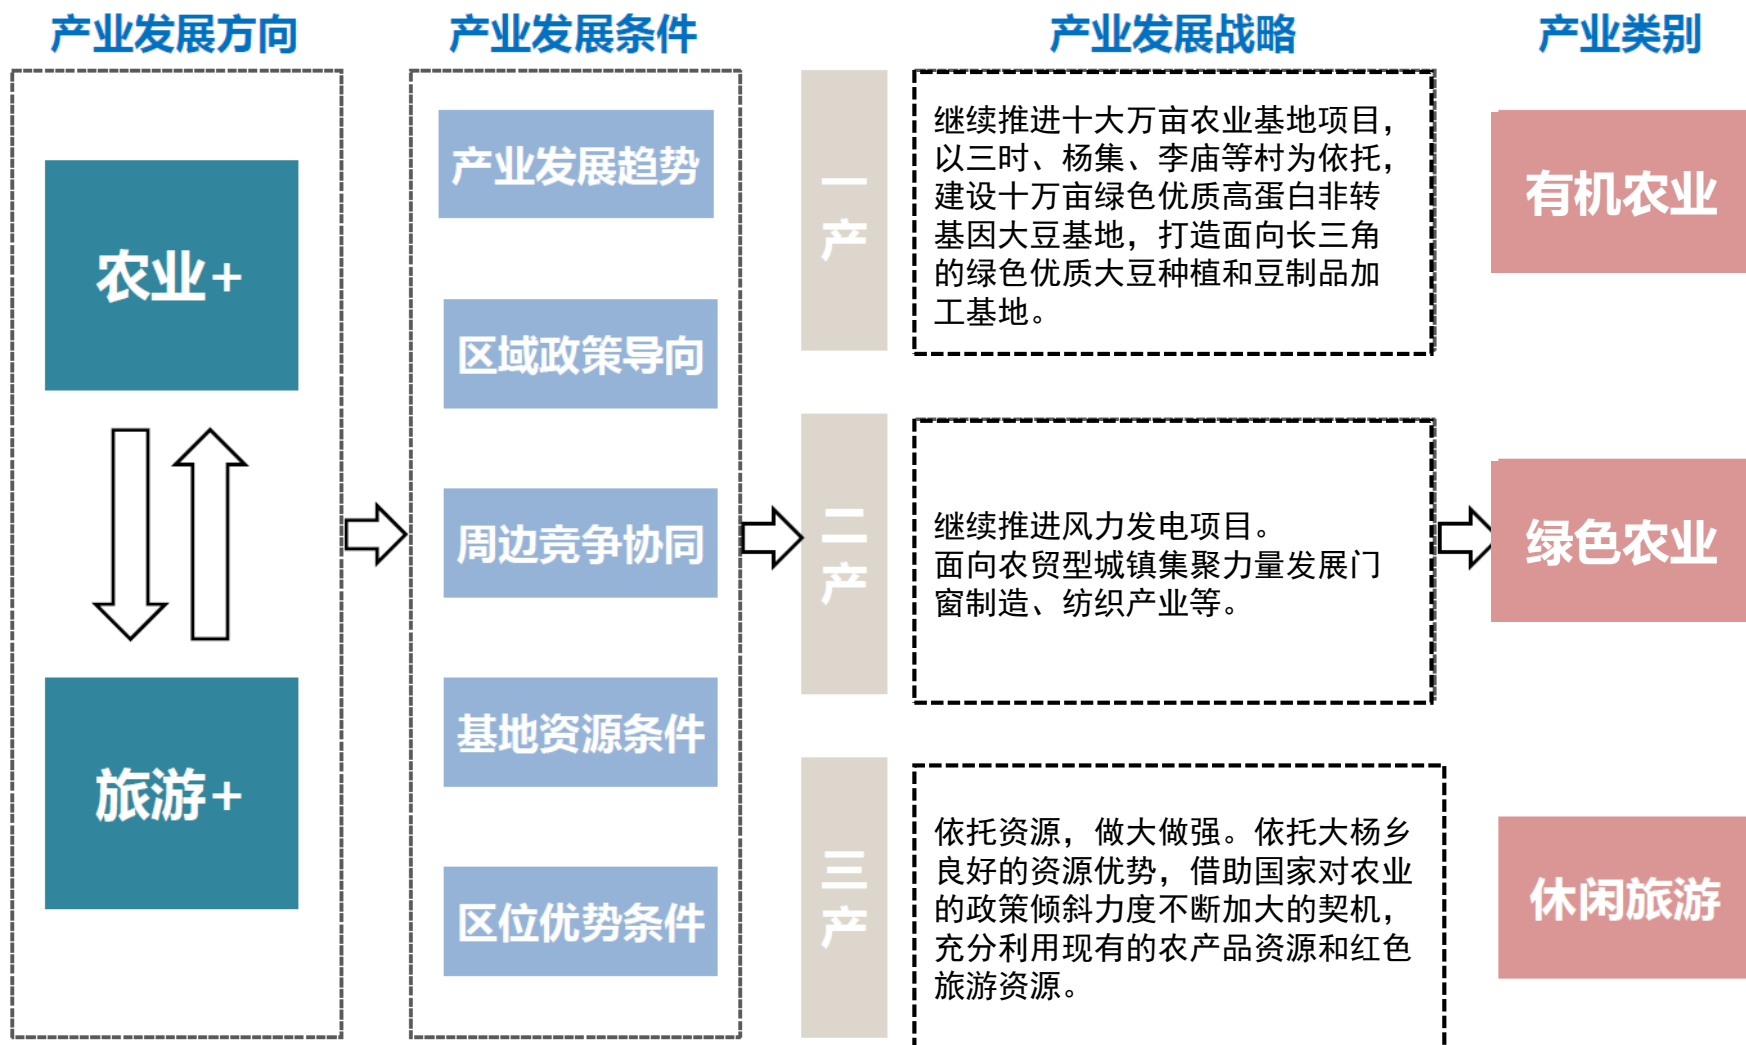 产业发展方向
产业发展条件
产业发展战略
产业类别
农业+
旅游+
产业发展趋势
区域政策导向
周边竞争协同
基地资源条件
区位优势条件
一产
继续推进十大万亩农业基地项目，
以三时、杨集、李庙等村为依托，
建设十万亩绿色优质高蛋白非转
基因大豆基地，打造面向长三角
的绿色优质大豆种植和豆制品加
工基地。
有机农业
二产
继续推进风力发电项目。
面向农贸型城镇集聚力量发展门
窗制造、纺织产业等。
绿色农业
三产
依托资源，做大做强。依托大杨乡
良好的资源优势，借助国家对农业
的政策倾斜力度不断加大的契机，
充分利用现有的农产品资源和红色
旅游资源。
休闲旅游